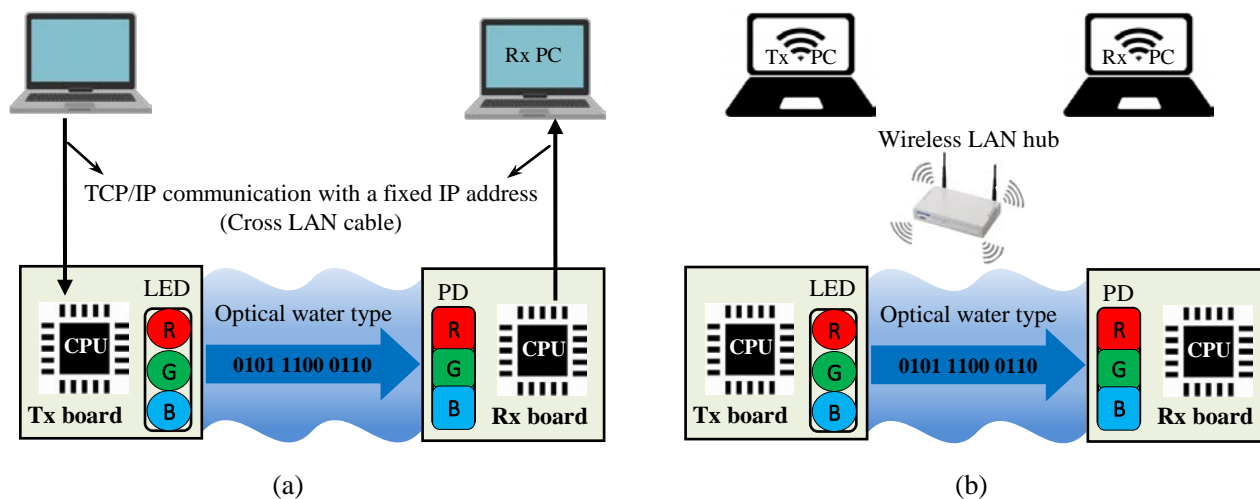 Rx PC
TCP/IP communication with a fixed IP address
(Cross LAN cable)
LED
PD
Optical water type
R
G
B
R
G
B
CPU
CPU
0101 1100 0110
Tx board
Rx board
(a)
Tx PC
Rx PC
Wireless LAN hub
LED
PD
Optical water type
R
G
B
R
G
B
CPU
CPU
0101 1100 0110
Tx board
Rx board
(b)